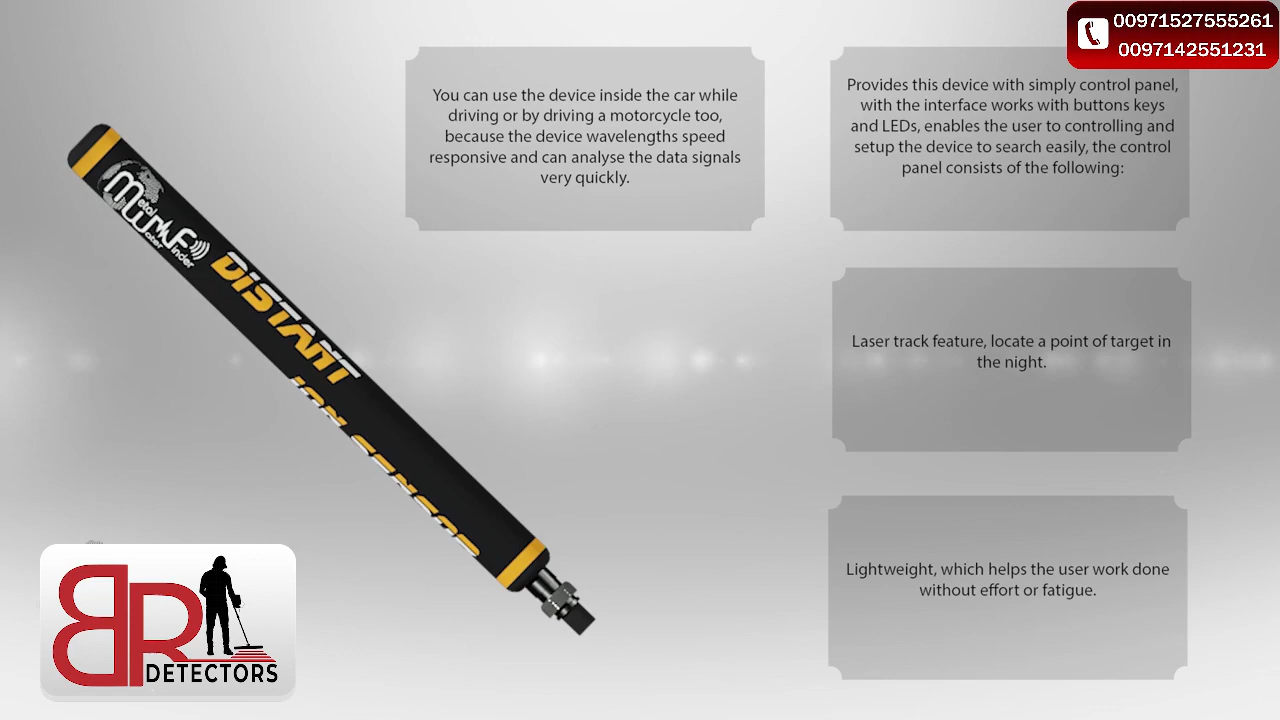 00971527555261
0097142551231
You can use the device inside the car while
driving or by driving a motorcycle too,
because the device wavelengths speed
responsive and can analyse the data signals
very quickly.
Provides this device with simply control panel,
with the interface works with buttons keys
and LEDs, enables the user to controlling and
setup the device to search easily, the control
panel consists of the following:
Laser track feature, locate a point of target in
the night.
Lightweight, which helps the user work done
without effort or fatigue.
Metal
Water
Finder
DISTANT
ION SENSOR
BR
DETECTORS